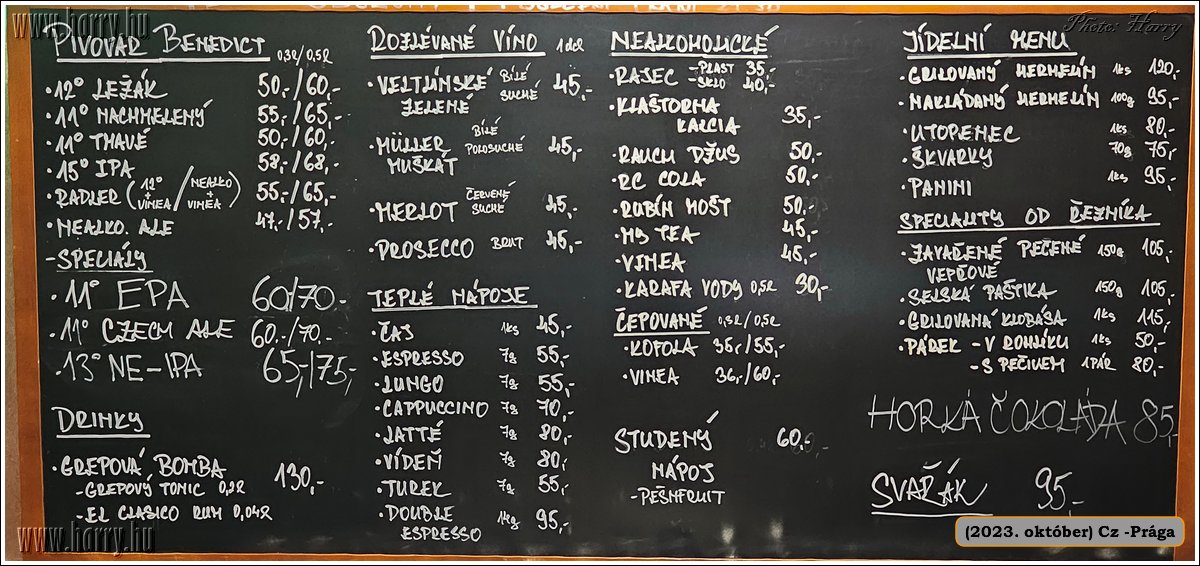 www.horry.hu
Photo: Horry
PIVOVAR BENEDICT 0,3l/0,5l
·12° LEŽÁK 50,-/60,-
·11° NACHMELENÝ 55,-/65,-
·11° TMAVÉ 50,-/60,-
·15° IPA 58,-/68,-
·RADLER (12° + VINEA / NEALKO + VINEA) 55,-/65,-
·NEALKO. ALE 47,-/57,-
-SPECIÁLY
·11° EPA 60/70.-
·11° CZECH ALE 60.-/70.-
·13° NE-IPA 65,-/75,-
DRINKY
·GREPOVÁ BOMBA 130,-
-GREPOVÝ TONIC 0,2l
-EL CLASICO RUM 0,04l
ROZLÉVANÉ VÍNO 1dcl
·VELTLÍNSKÉ BÍLÉ SUCHÉ 45,-
ZELENÉ
·MÜLLER BÍLÉ POLOSUCHÉ 45,-
MUŠKÁT
·MERLOT ČERVENÉ SUCHÉ 45,-
·PROSECCO BRUT 45,-
TEPLÉ NÁPOJE
·ČAJ 1ks 45,-
·ESPRESSO 7g 55,-
·LUNGO 7g 55,-
·CAPPUCCINO 7g 70,-
·LATTÉ 7g 80,-
·VÍDEŇ 7g 80,-
·TUREK 7g 55,-
·DOUBLE 95,-
ESPRESSO
NEALKOHOLICKÉ
·RAJEC -PLAST 35,-
-SKLO 40,-
·KLÁŠTORNA 35,-
KALCIA
·RAUCH DŽUS 50,-
·RC COLA 50,-
·RUBÍN MOŠT 50,-
·MY TEA 45,-
·VINEA 45,-
·KARAFA VODY 0,5l 30,-
ČEPOVANÉ 0,3l/0,5l
·KOFOLA 35,-/55,-
·VINEA 36,-/60,-
STUDENÝ 60,-
NÁPOJ
-PEŠNFRUIT
JÍDELNÍ MENU
·GRILOVANÝ HERMELÍN 1ks 120,-
·NAKLÁDANÝ HERMELÍN 100g 95,-
·UTOPENEC 1ks 80,-
·ŠKVARKY 70g 75,-
·PANINI 1ks 95,-
SPECIALITY OD ŘEZNÍKA
·ZAVAŘENÉ PEČENÉ 150g 105,-
VEPŘOVÉ
·SELSKÁ PAŠTIKA 150g 105,-
·GRILOVANÁ KLOBÁSA 1ks 115,-
·PÁREK -V ROHLÍKU 1ks 50,-
-S PEČIVEM 1PÁR 80,-
HORKÁ ČOKOLÁDA 85,-
SVAŘÁK 95,-
www.horry.hu
(2023. október) Cz -Prága